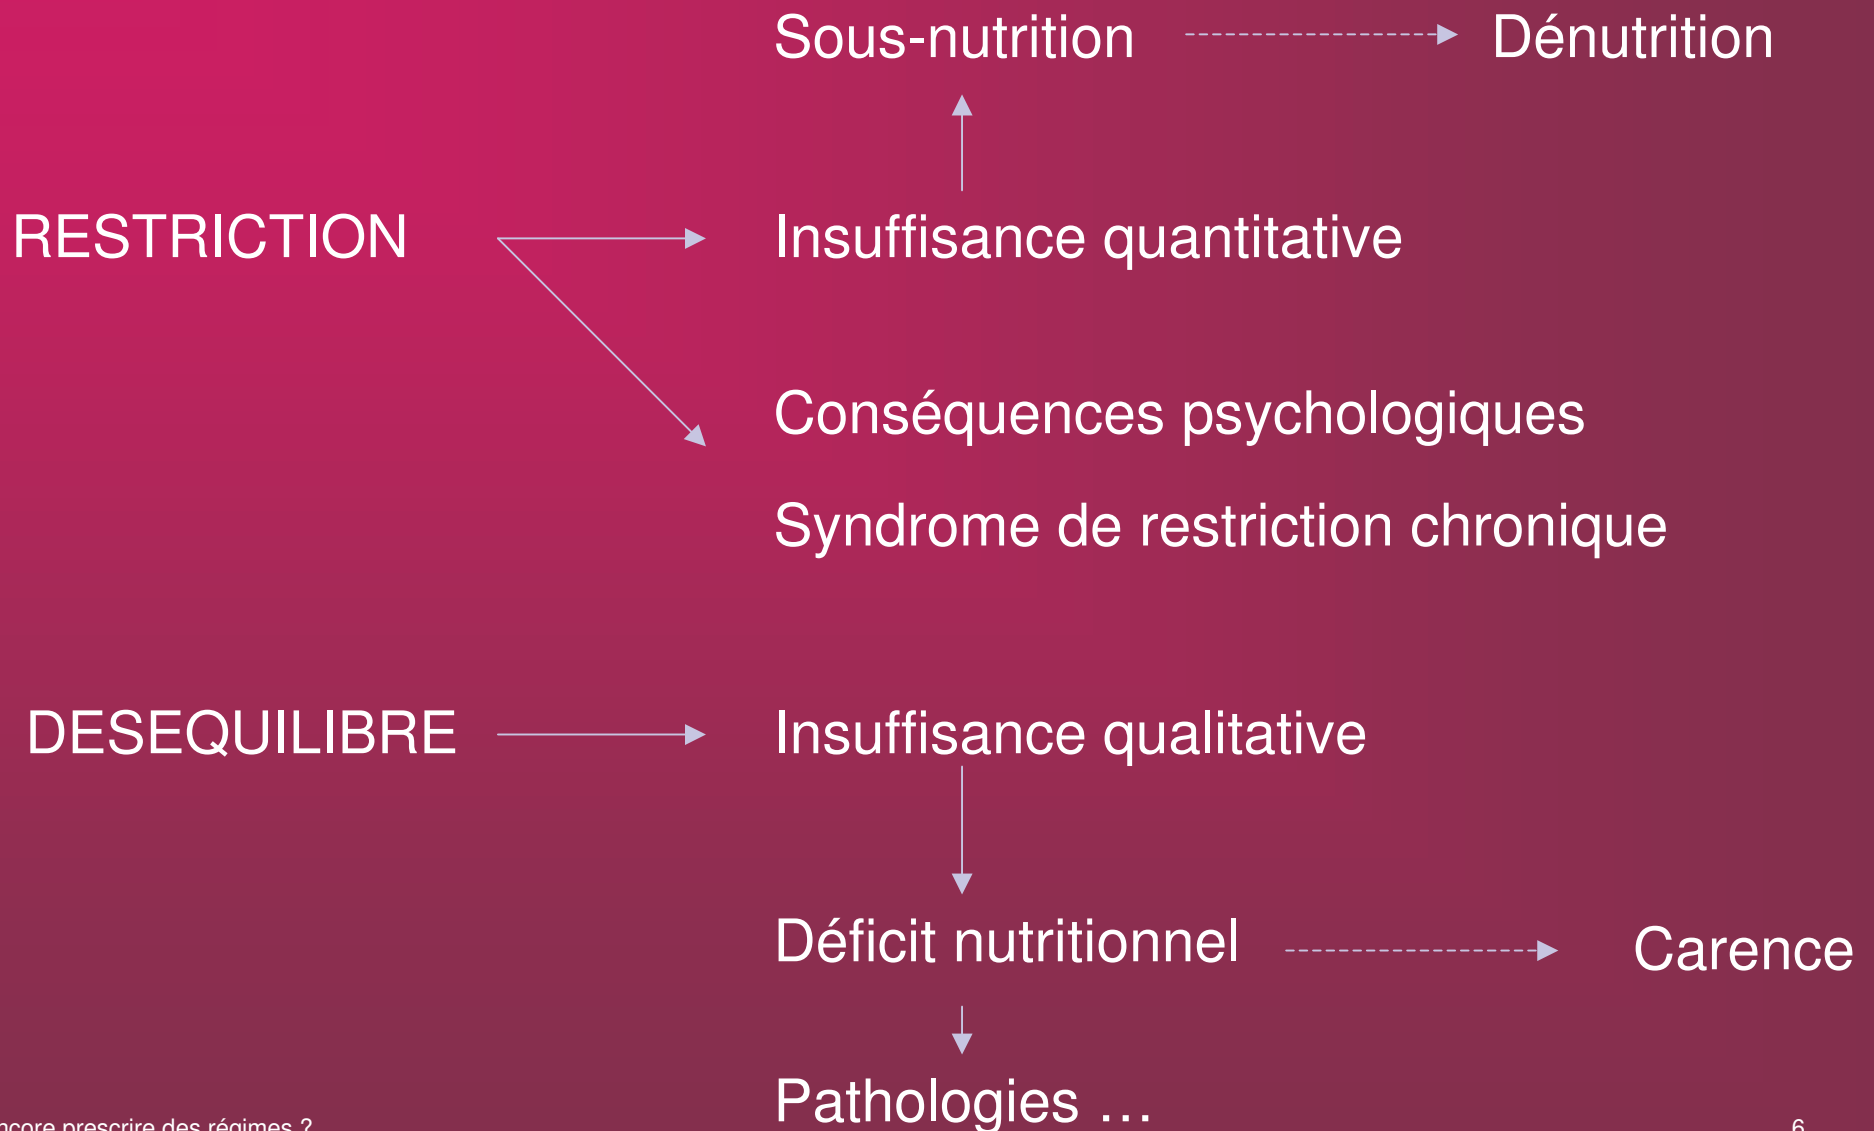 Sous-nutrition Dénutrition
RESTRICTION Insuffisance quantitative
Conséquences psychologiques
Syndrome de restriction chronique
DESEQUILIBRE Insuffisance qualitative
Déficit nutritionnel Carence
Pathologies …
prescrire des régimes ? 6